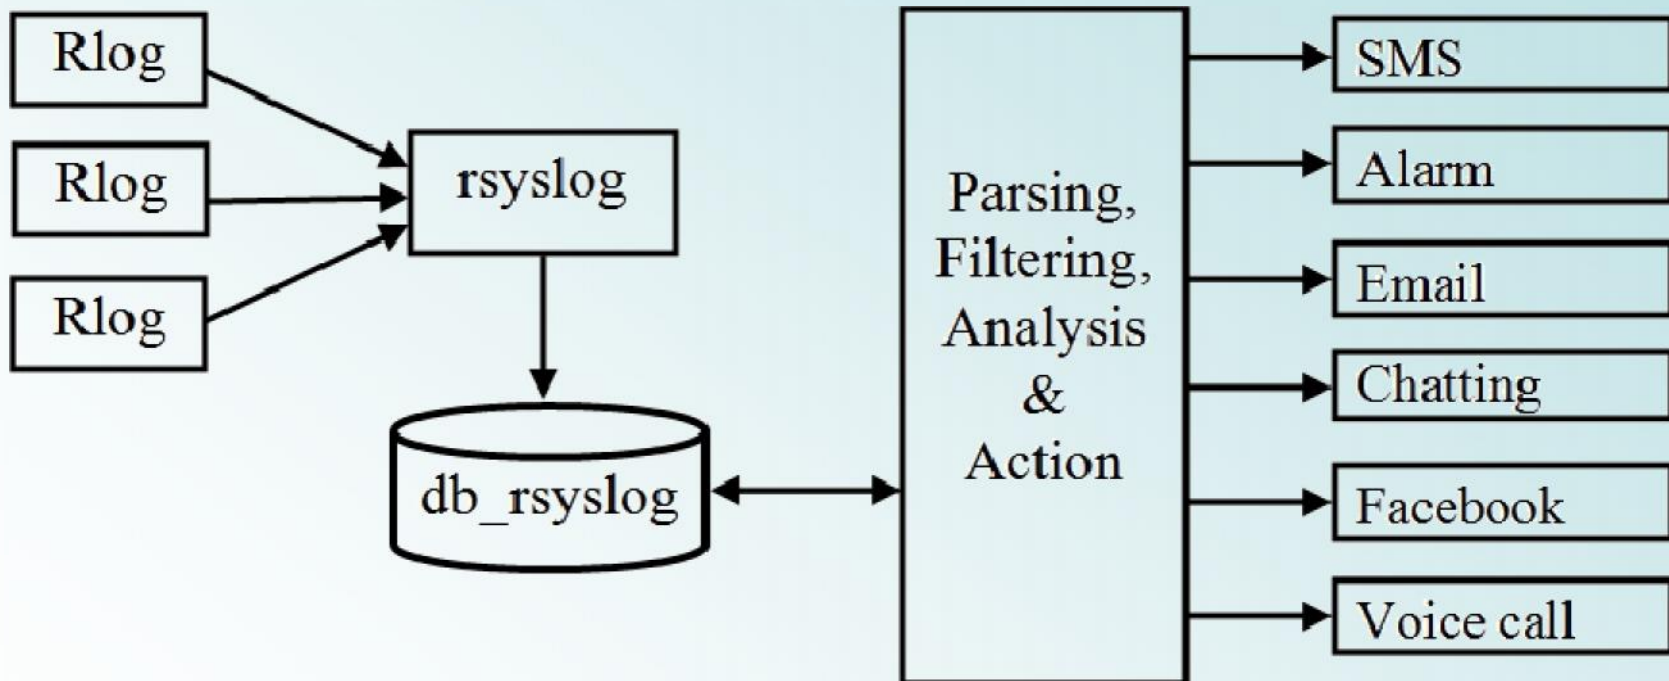 Rlog
Rlog
Rlog
rsyslog
db_rsyslog
Parsing,
Filtering,
Analysis
&
Action
SMS
Alarm
Email
Chatting
Facebook
Voice call